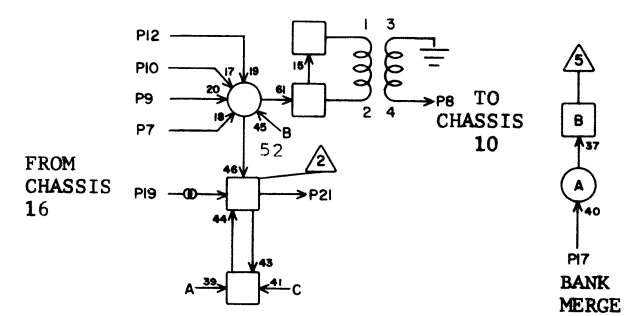 P12
1 3
P10
17 19
15
5
P9
20
61
2 4
P8
TO
CHASSIS
10
B
P7
18
45 B
52
37
FROM
CHASSIS
16
46
2
A
P19
P21
40
44
43
P17
A 39
41 C
BANK
MERGE